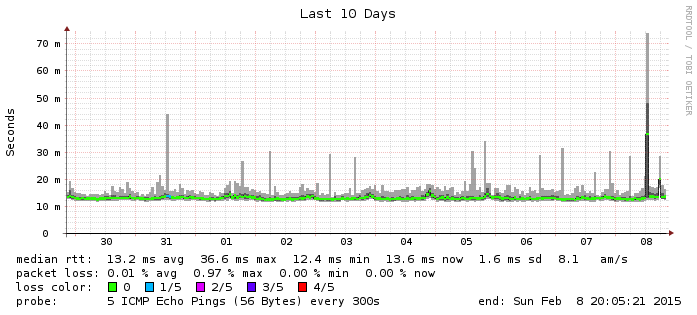 Last 10 Days
RRDTOOL / TOBI OETIKER
Seconds
70 m
60 m
50 m
40 m
30 m
20 m
10 m
0
30 31 01 02 03 04 05 06 07 08
median rtt: 13.2 ms avg 36.6 ms max 12.4 ms min 13.6 ms now 1.6 ms sd 8.1 am/s
packet loss: 0.01 % avg 0.97 % max 0.00 % min 0.00 % now
loss color: 0 1/5 2/5 3/5 4/5
probe: 5 ICMP Echo Pings (56 Bytes) every 300s end: Sun Feb 8 20:05:21 2015